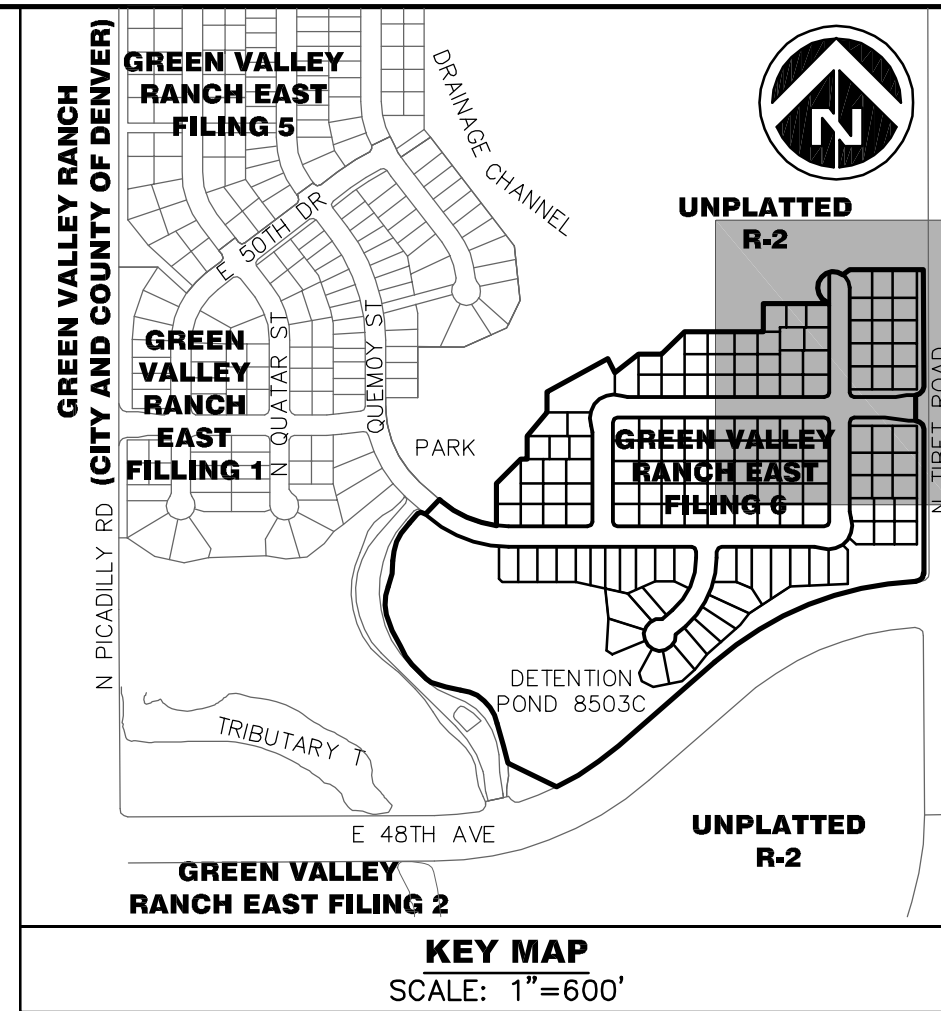 GREEN VALLEY RANCH
(CITY AND COUNTY OF DENVER)
GREEN VALLEY
RANCH EAST
FILING 5
DRAINAGE CHANNEL
N
UNPLATTED
R-2
E 50TH DR
GREEN
VALLEY
RANCH
EAST
FILLING 1
N QUATAR ST
QUEMOY ST
PARK
GREEN VALLEY
RANCH EAST
FILING 6
N TIBET ROAD
N PICADILLY RD
DETENTION
POND 8503C
TRIBUTARY T
E 48TH AVE
UNPLATTED
R-2
GREEN VALLEY
RANCH EAST FILING 2
KEY MAP
SCALE: 1"=600'